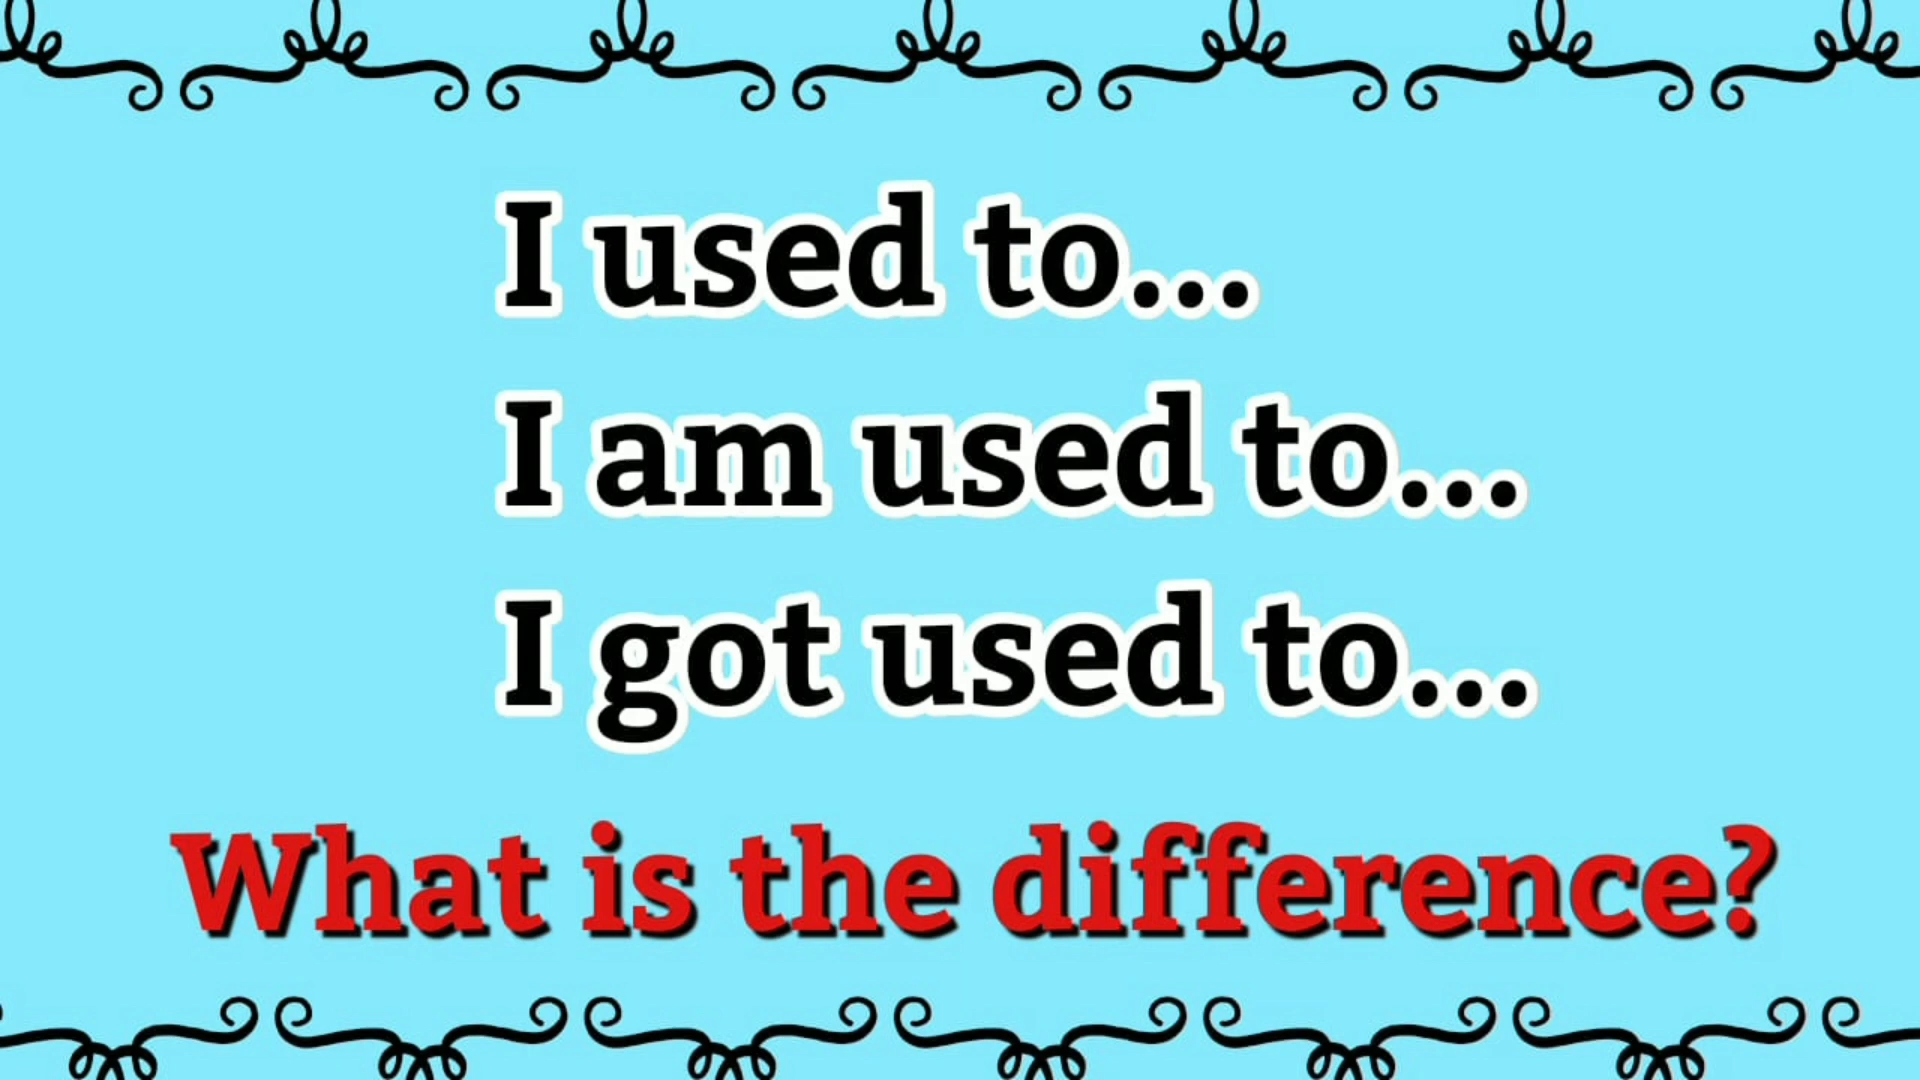 I used to...
I am used to...
I got used to...
What is the difference?